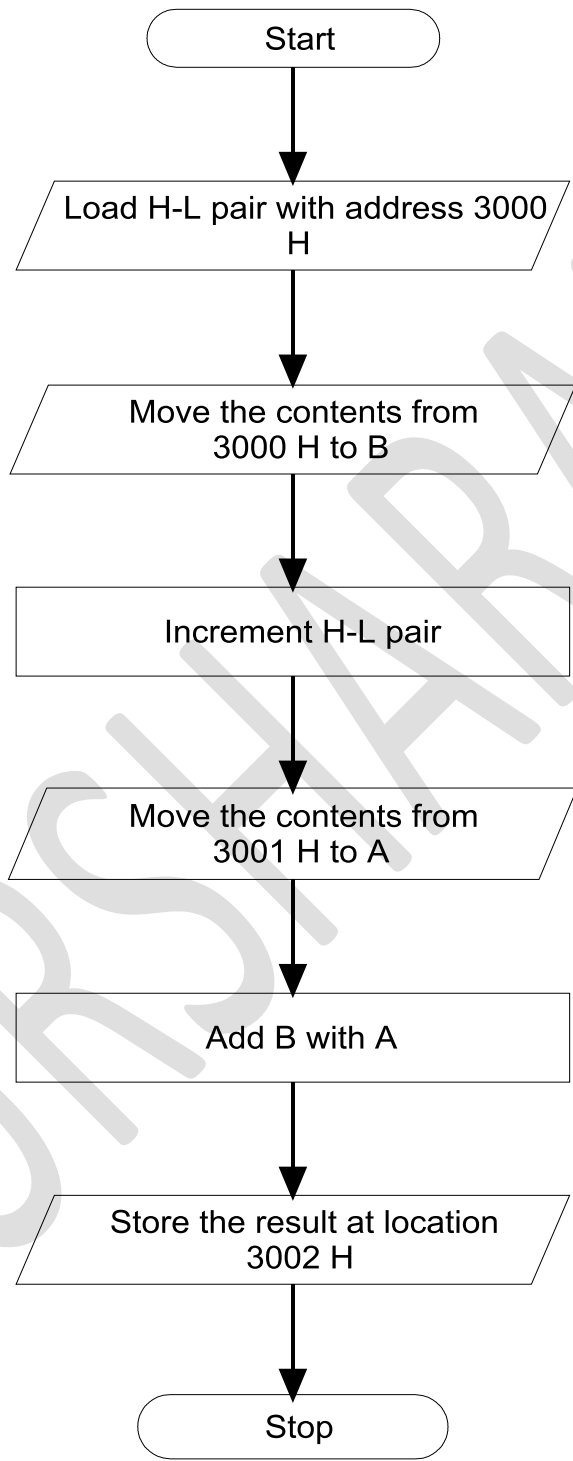 Start
Load H-L pair with address 3000
H
Move the contents from
3000 H to B
Increment H-L pair
Move the contents from
3001 H to A
Add B with A
Store the result at location
3002 H
Stop